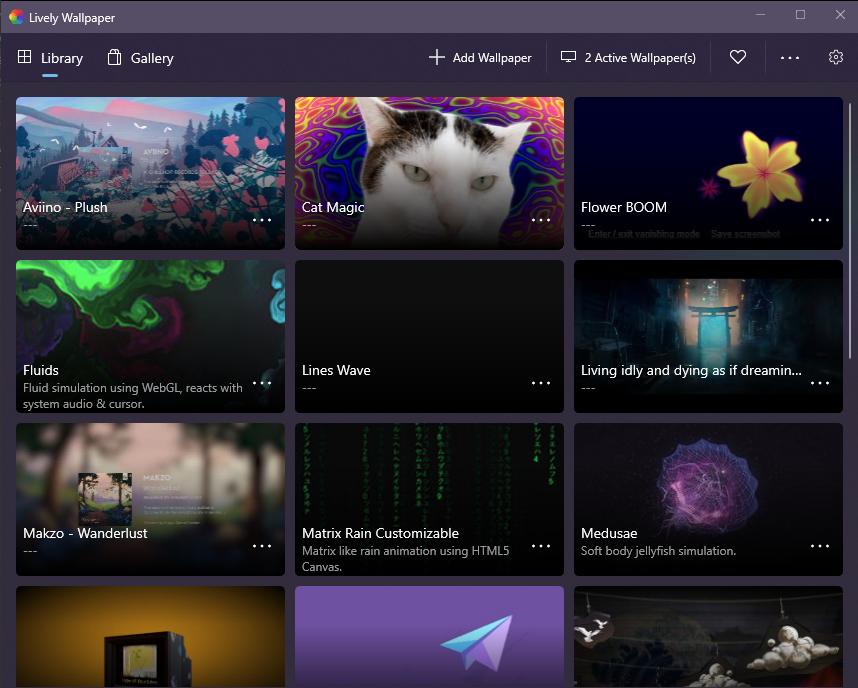 Lively Wallpaper
Library
Gallery
Add Wallpaper
2 Active Wallpaper(s)
AVIINO
Aviino - Plush
---
Cat Magic
---
Flower BOOM
---
Enter / exit vanishing mode Save screenshot
Fluids
Fluid simulation using WebGL, reacts with
system audio & cursor.
Lines Wave
---
Living idly and dying as if dreamin...
---
MAKZO
Makzo - Wanderlust
---
Matrix Rain Customizable
Matrix like rain animation using HTML5
Canvas.
Medusae
Soft body jellyfish simulation.